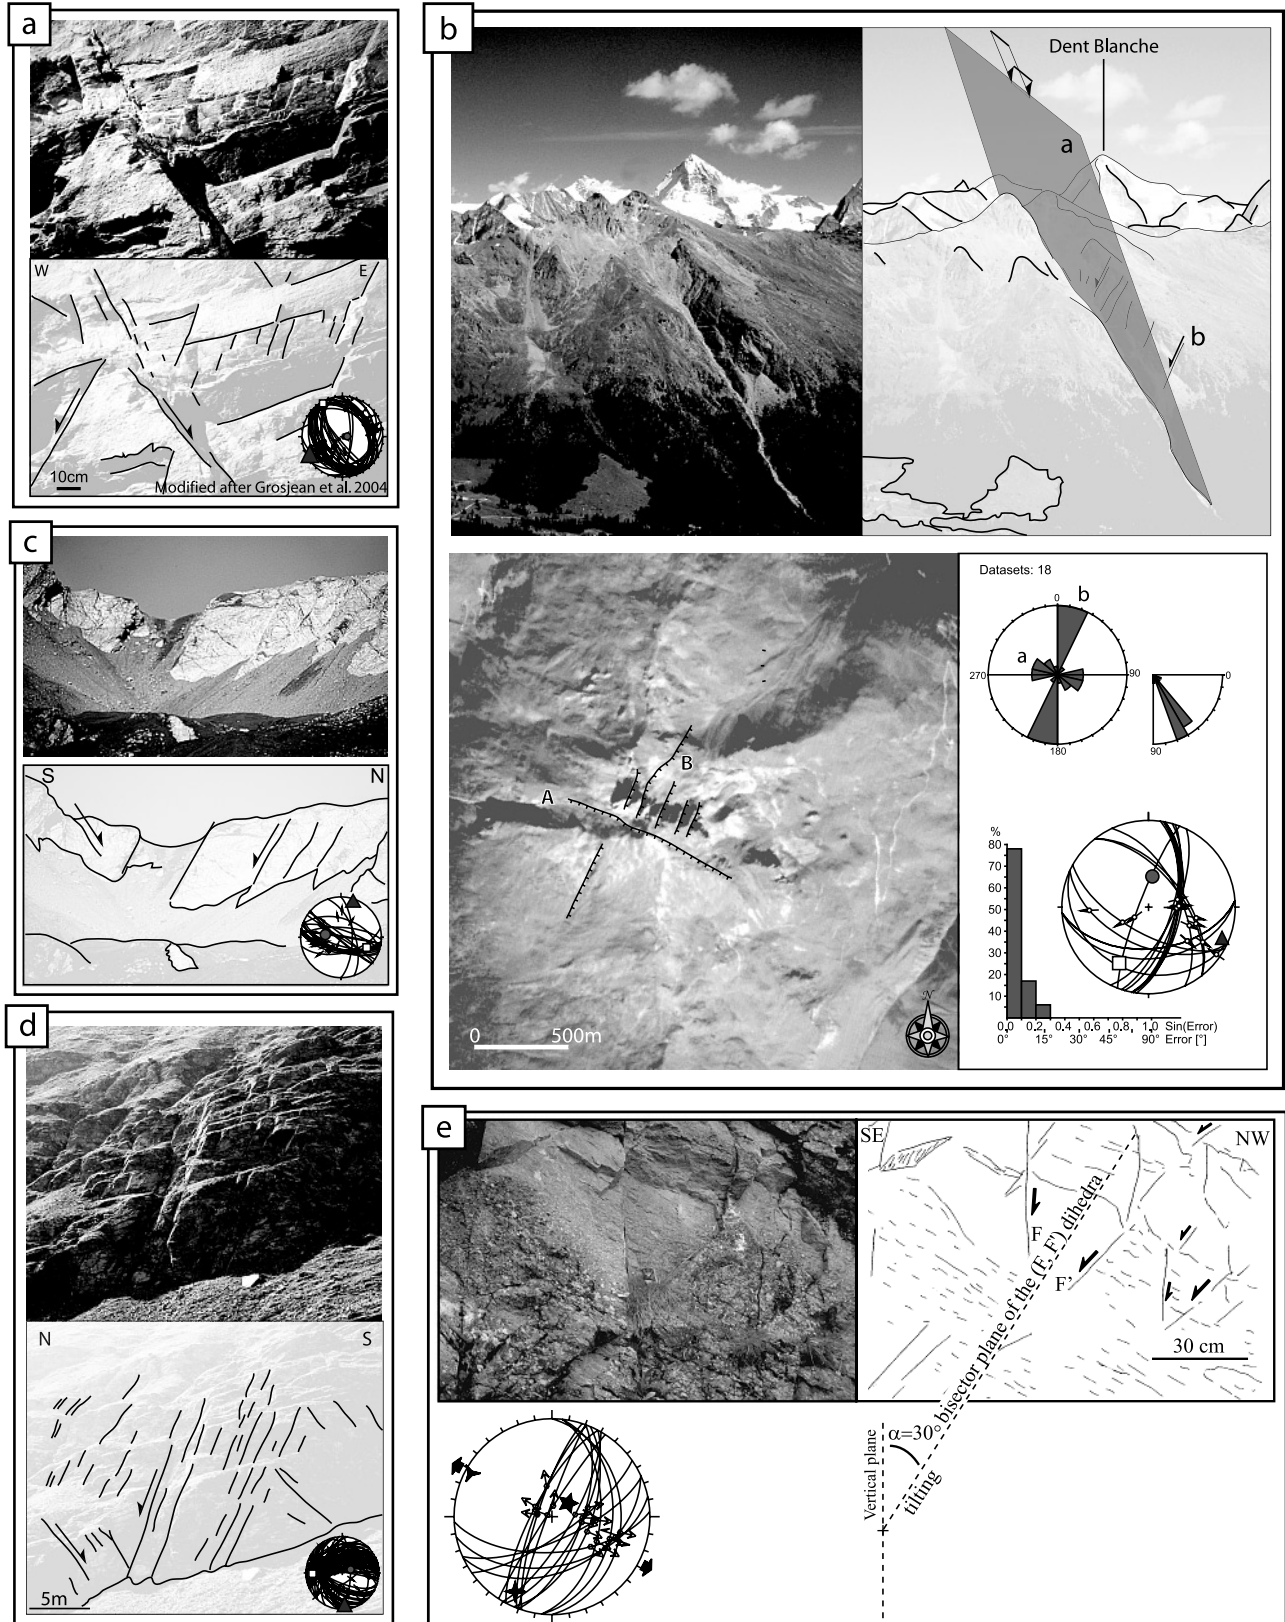 a
W
E
10cm
Modified after Grosjean et al. 2004
b
Dent Blanche
a
b
A
B
0 500m
N
Datasets: 18
0
b
a
270
90
180
0
90
%
80
70
60
50
40
30
20
10
0.0 0.2 0.4 0.6 0.8 1.0 Sin(Error)
0° 15° 30° 45° 90° Error [°]
c
S
N
d
N
S
5m
e
SE
NW
F
F'
30 cm
bisector plane of the (F, F') dihedra
α=30°
Vertical plane
tilting